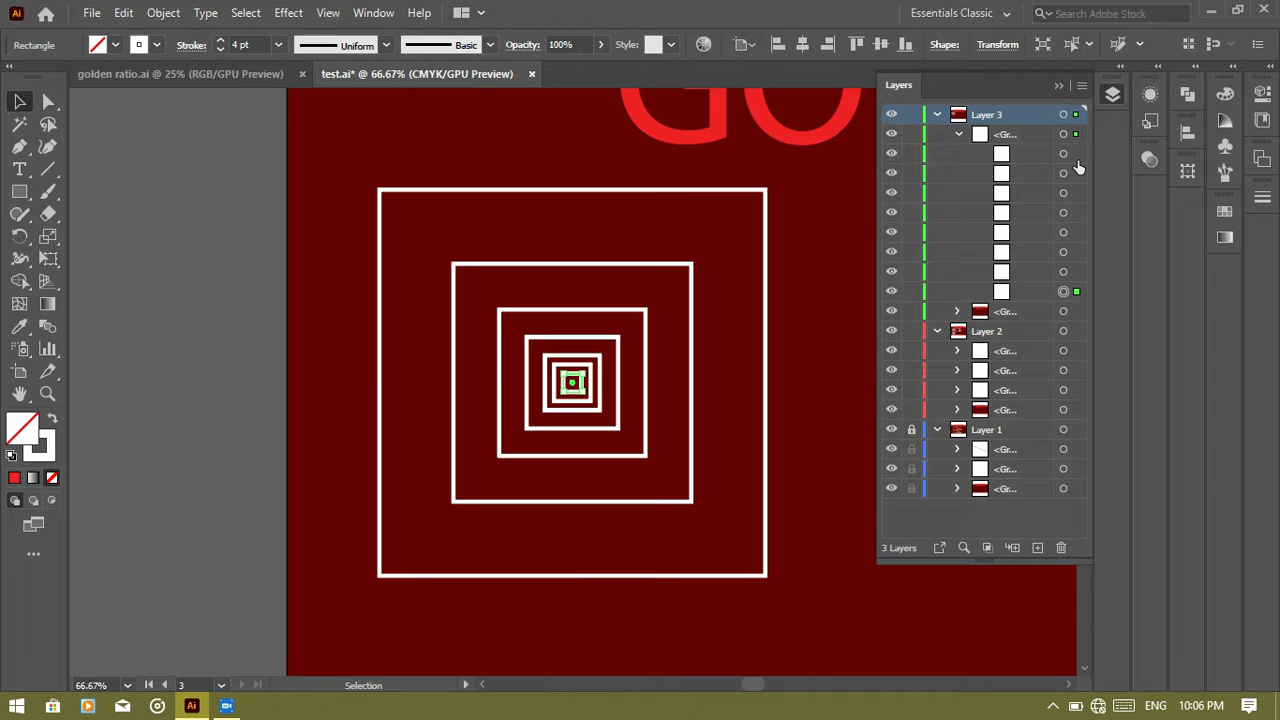 Ai File Edit Object Type Select Effect View Window Help Essentials Classic Search Adobe Stock
Rectangle Stroke: 4 pt Uniform Basic Opacity: 100% Style: Shape: Transform
golden ratio.ai @ 25% (RGB/GPU Preview) test.ai* @ 66.67% (CMYK/GPU Preview)
Layers
Layer 3
<Gr...
<Gr...
Layer 2
<Gr...
<Gr...
<Gr...
<Gr...
Layer 1
<Gr...
<Gr...
<Gr...
3 Layers
GO
66.67% 3 Selection
Ai ENG 10:06 PM